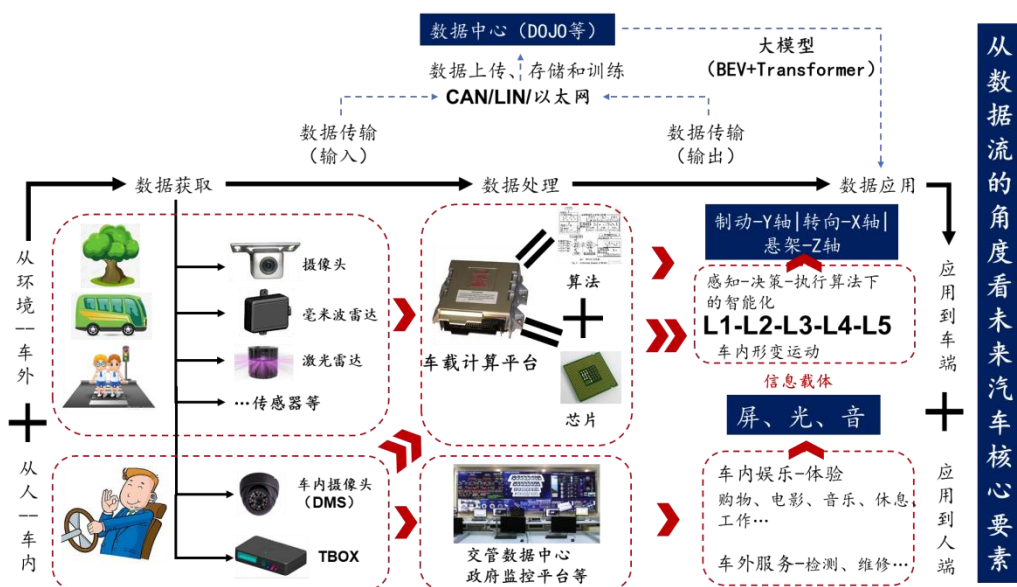 数据中心（DOJO等）
大模型
（BEV+Transformer）
数据上传、存储和训练
CAN/LIN/以太网
数据传输
（输入）
数据传输
（输出）
数据获取
数据处理
数据应用
从环境--车外
摄像头
毫米波雷达
激光雷达
…传感器等
车载计算平台
算法
芯片
制动-Y轴|转向-X轴|
悬架-Z轴
感知-决策-执行算法下
的智能化
L1-L2-L3-L4-L5
车内形变运动
信息载体
应用到车端
从人--车内
车内摄像头
（DMS）
TBOX
交管数据中心
政府监控平台等
屏、光、音
车内娱乐-体验
购物、电影、音乐、休息、
工作…
车外服务-检测、维修…
应用到人端
从数据流的角度看未来汽车核心要素